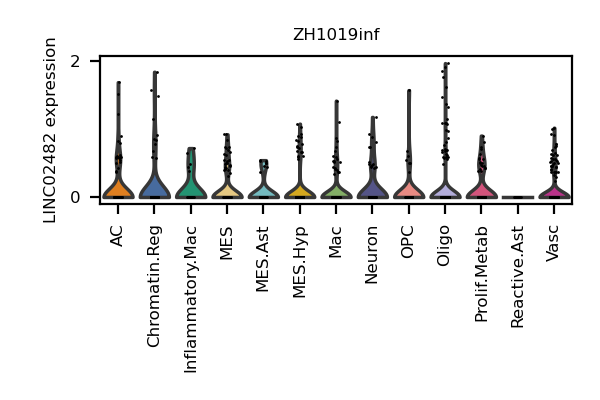 ZH1019inf
LINC02482 expression
2
0
AC
Chromatin.Reg
Inflammatory.Mac
MES
MES.Ast
MES.Hyp
Mac
Neuron
OPC
Oligo
Prolif.Metab
Reactive.Ast
Vasc